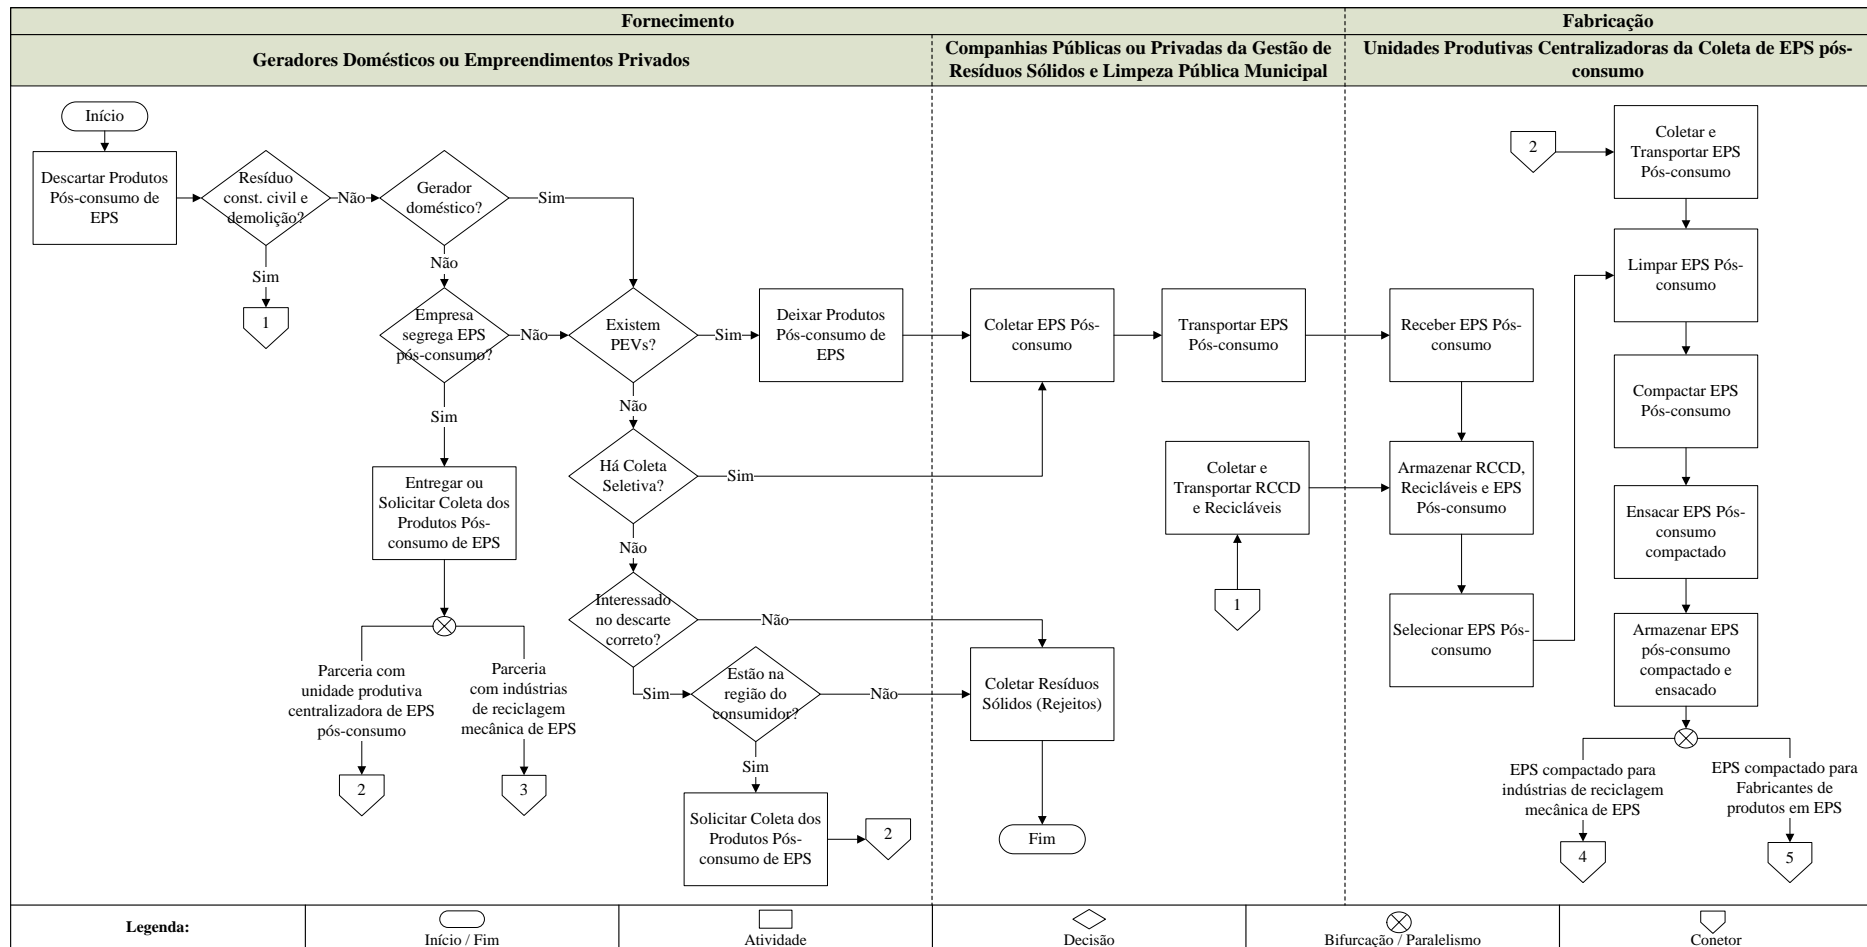 Fornecimento
Fabricação
Geradores Domésticos ou Empreendimentos Privados
Companhias Públicas ou Privadas da Gestão de
Resíduos Sólidos e Limpeza Pública Municipal
Unidades Produtivas Centralizadoras da Coleta de EPS pós-
consumo
Início
Descartar Produtos
Pós-consumo de
EPS
Resíduo
const. civil e
demolição?
Não
Sim
1
Gerador
doméstico?
Sim
Não
Empresa
segrega EPS
pós-consumo?
Não
Sim
Existem
PEVs?
Sim
Não
Deixar Produtos
Pós-consumo de
EPS
Há Coleta
Seletiva?
Sim
Não
Entregar ou
Solicitar Coleta dos
Produtos Pós-
consumo de EPS
Parceria com
unidade produtiva
centralizadora de EPS
pós-consumo
2
Parceria
com indústrias
de reciclagem
mecânica de EPS
3
Interessado
no descarte
correto?
Não
Sim
Estão na
região do
consumidor?
Não
Sim
Solicitar Coleta dos
Produtos Pós-
consumo de EPS
2
Coletar EPS Pós-
consumo
Transportar EPS
Pós-consumo
Coletar e
Transportar RCCD
e Recicláveis
1
Coletar Resíduos
Sólidos (Rejeitos)
Fim
Receber EPS Pós-
consumo
Armazenar RCCD,
Recicláveis e EPS
Pós-consumo
Selecionar EPS Pós-
consumo
2
Coletar e
Transportar EPS
Pós-consumo
Limpar EPS Pós-
consumo
Compactar EPS
Pós-consumo
Ensacar EPS Pós-
consumo
compactado
Armazenar EPS
pós-consumo
compactado e
ensacado
EPS compactado para
indústrias de reciclagem
mecânica de EPS
4
EPS compactado para
Fabricantes de
produtos em EPS
5
Legenda:
Início / Fim
Atividade
Decisão
Bifurcação / Paralelismo
Conetor